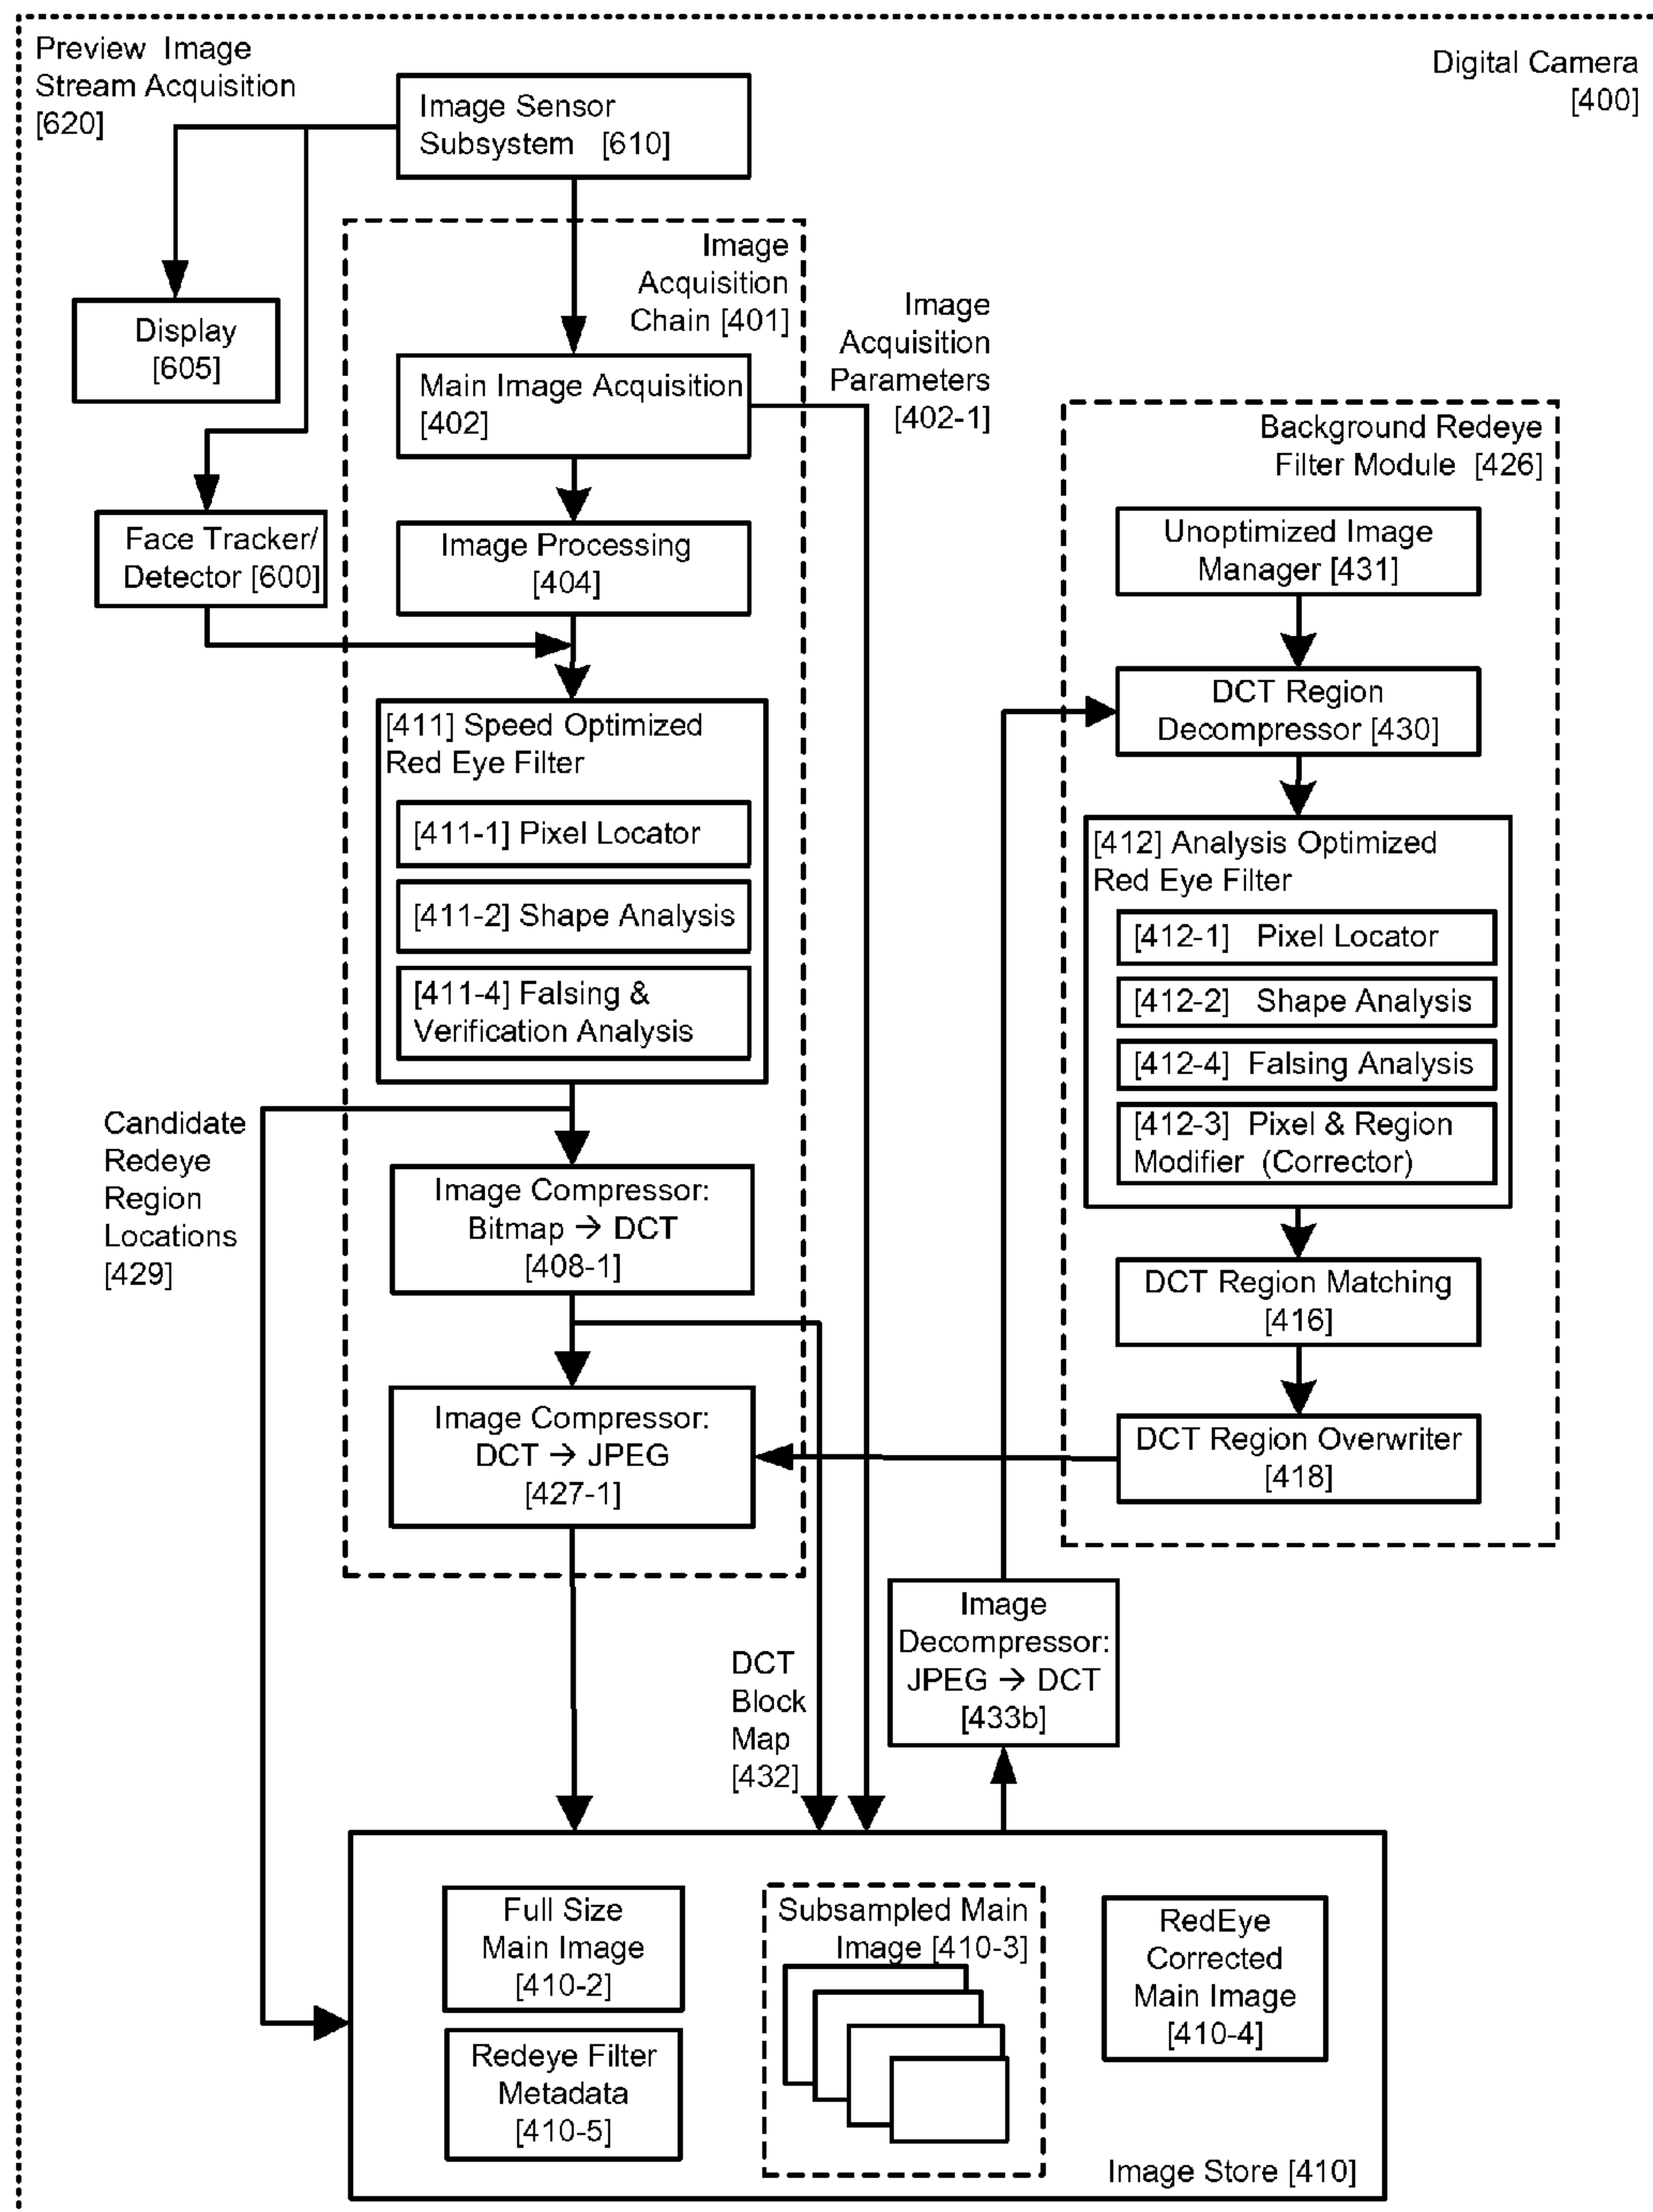 Preview Image
Stream Acquisition
[620]
Digital Camera
[400]
Image Sensor
Subsystem [610]
Image
Acquisition
Chain [401]
Display
[605]
Image
Acquisition
Parameters
[402-1]
Main Image Acquisition
[402]
Background Redeye
Filter Module [426]
Face Tracker/
Detector [600]
Image Processing
[404]
Unoptimized Image
Manager [431]
DCT Region
Decompressor [430]
[411] Speed Optimized
Red Eye Filter
[411-1] Pixel Locator
[411-2] Shape Analysis
[411-4] Falsing &
Verification Analysis
[412] Analysis Optimized
Red Eye Filter
[412-1] Pixel Locator
[412-2] Shape Analysis
[412-4] Falsing Analysis
[412-3] Pixel & Region
Modifier (Corrector)
Candidate
Redeye
Region
Locations
[429]
Image Compressor:
Bitmap → DCT
[408-1]
DCT Region Matching
[416]
Image Compressor:
DCT → JPEG
[427-1]
DCT Region Overwriter
[418]
Image
Decompressor:
JPEG → DCT
[433b]
DCT
Block
Map
[432]
Full Size
Main Image
[410-2]
Subsampled Main
Image [410-3]
RedEye
Corrected
Main Image
[410-4]
Redeye Filter
Metadata
[410-5]
Image Store [410]